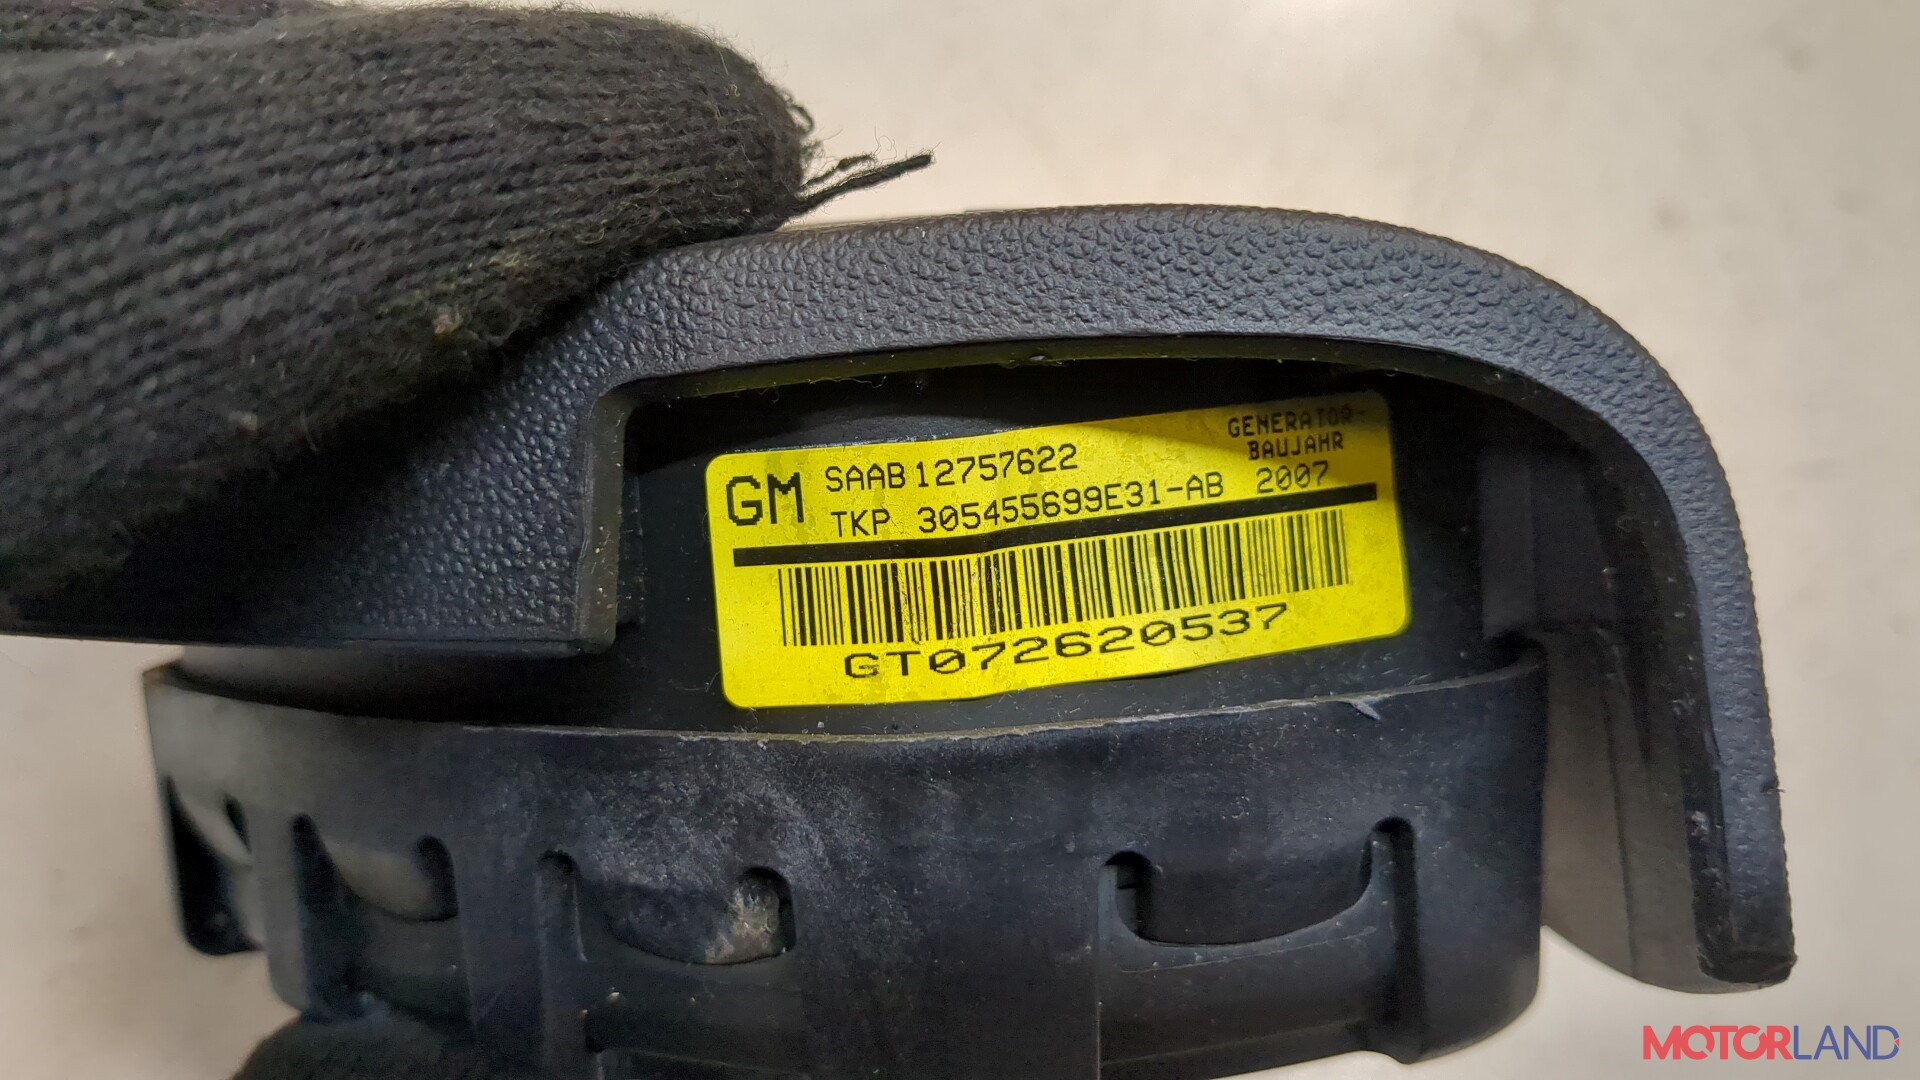 GM SAAB 12757622 GENERATOR-
BAUJAHR
TKP 305455699E31-AB 2007
GT072620537
MOTORLAND